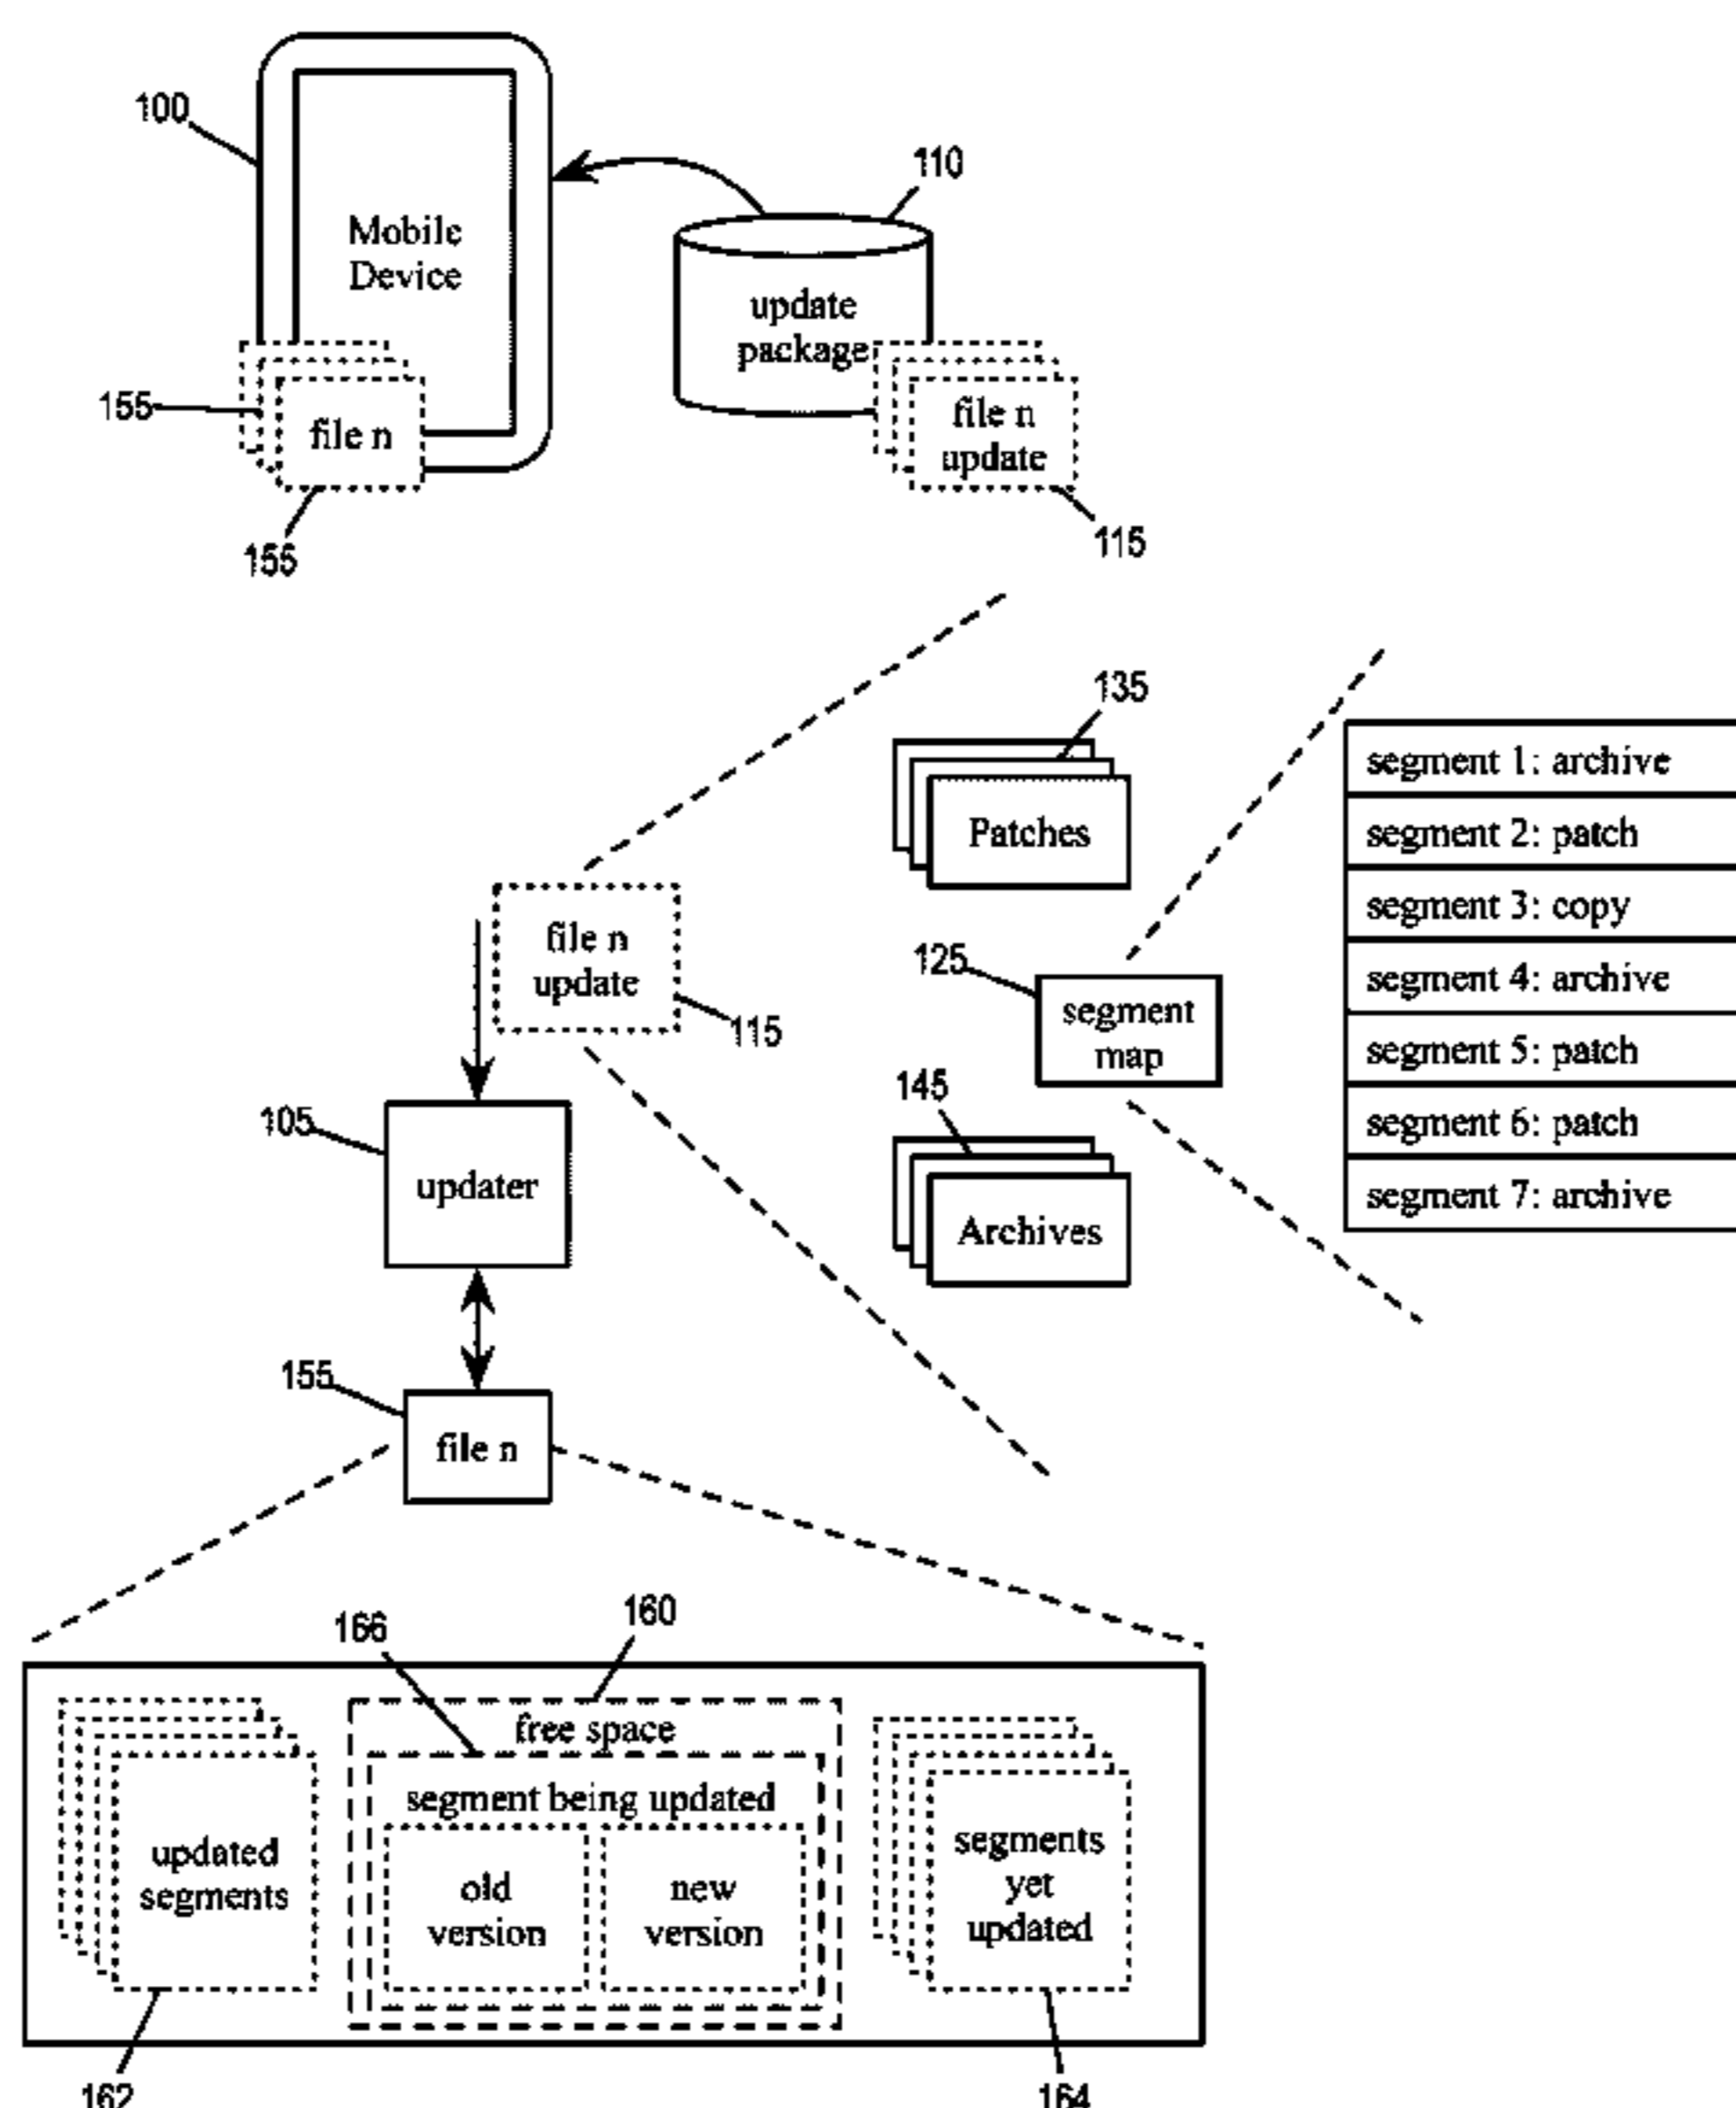 100
Mobile
Device
110
update
package
155
file n
155
file n
update
115
135
Patches
segment 1: archive
segment 2: patch
segment 3: copy
segment 4: archive
segment 5: patch
segment 6: patch
segment 7: archive
file n
update
115
125
segment
map
105
updater
145
Archives
155
file n
166
160
free space
segment being updated
updated
segments
old
version
new
version
segments
yet
updated
162
164